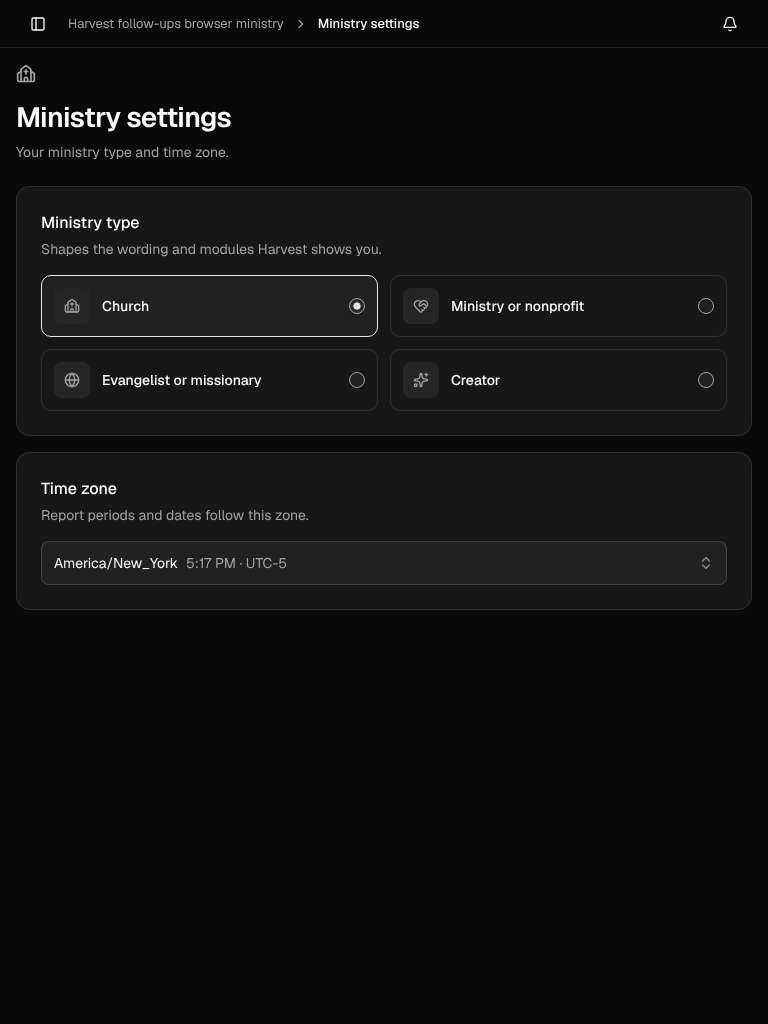 Harvest follow-ups browser ministry > Ministry settings
Ministry settings
Your ministry type and time zone.
Ministry type
Shapes the wording and modules Harvest shows you.
Church
Ministry or nonprofit
Evangelist or missionary
Creator
Time zone
Report periods and dates follow this zone.
America/New_York 5:17 PM · UTC-5